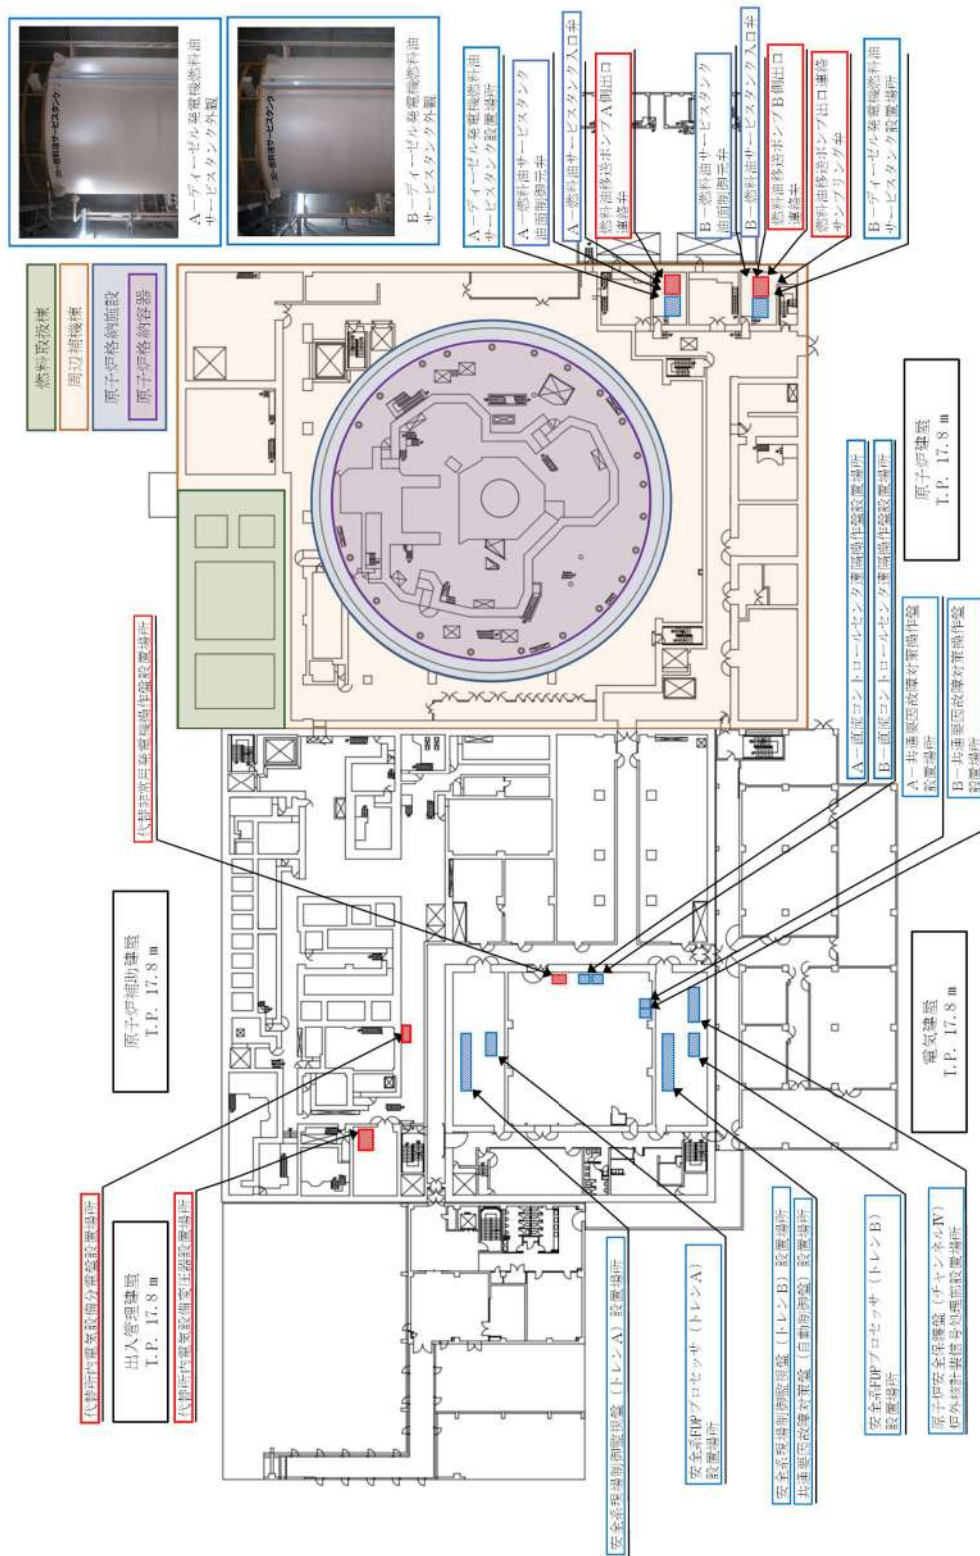 燃料取扱棟
周辺補機棟
原子炉格納施設
原子炉格納容器
A－ディーゼル発電機燃料油
サービスタンク外観
B－ディーゼル発電機燃料油
サービスタンク外観
A－ディーゼル発電機燃料油
サービスタンク設置場所
A－燃料油サービスタンク
油面制御元弁
A－燃料油サービスタンク入口弁
燃料油移送ポンプA側出口
連絡弁
B－燃料油サービスタンク
油面制御元弁
B－燃料油サービスタンク入口弁
燃料油移送ポンプB側出口
連絡弁
燃料油移送ポンプ出口連絡
サンプリング弁
B－ディーゼル発電機燃料油
サービスタンク設置場所
代替所内電気設備分電盤設置場所
出入管理建屋
T.P. 17.8 m
代替所内電気設備変圧器設置場所
原子炉補助建屋
T.P. 17.8 m
代替非常用発電機操作盤設置場所
原子炉建屋
T.P. 17.8 m
A－直流コントロールセンタ遠隔操作盤設置場所
B－直流コントロールセンタ遠隔操作盤設置場所
A－共通要因故障対策操作盤
設置場所
B－共通要因故障対策操作盤
設置場所
電気建屋
T.P. 17.8 m
安全系現場制御監視盤（トレンA）設置場所
安全系FDPプロセッサ（トレンA）
設置場所
安全系現場制御監視盤（トレンB）設置場所
共通要因故障対策盤（自動制御盤）設置場所
安全系FDPプロセッサ（トレンB）
設置場所
原子炉安全保護盤（チャンネルⅣ）
炉外核計装信号処理部設置場所